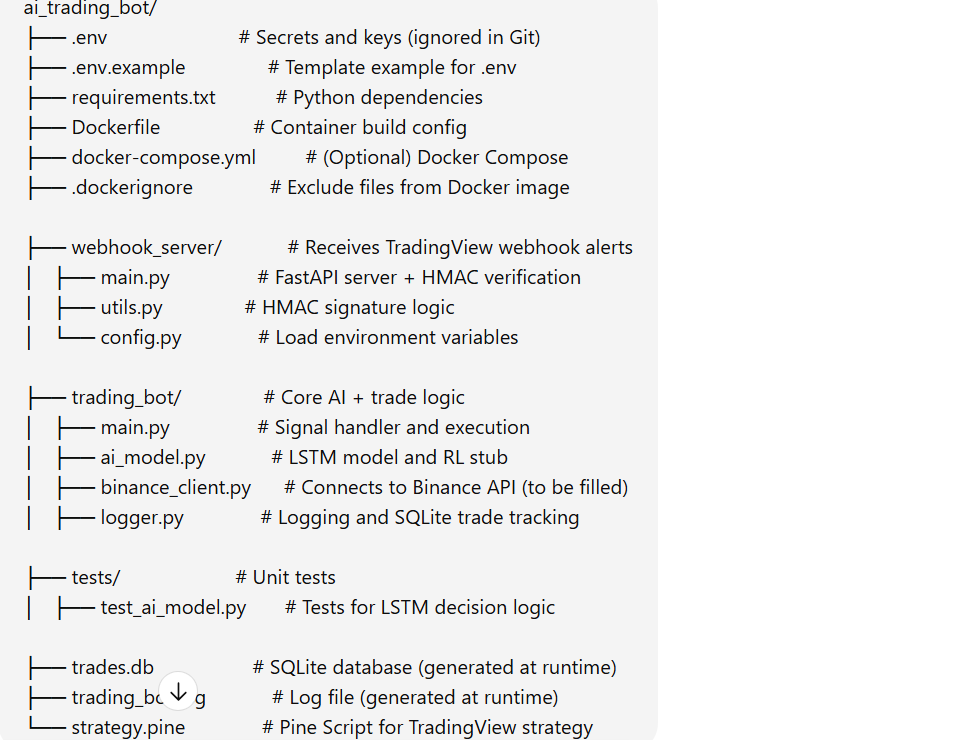 ai_trading_bot/
├── .env # Secrets and keys (ignored in Git)
├── .env.example # Template example for .env
├── requirements.txt # Python dependencies
├── Dockerfile # Container build config
├── docker-compose.yml # (Optional) Docker Compose
├── .dockerignore # Exclude files from Docker image
├── webhook_server/ # Receives TradingView webhook alerts
│ ├── main.py # FastAPI server + HMAC verification
│ ├── utils.py # HMAC signature logic
│ └── config.py # Load environment variables
├── trading_bot/ # Core AI + trade logic
│ ├── main.py # Signal handler and execution
│ ├── ai_model.py # LSTM model and RL stub
│ ├── binance_client.py # Connects to Binance API (to be filled)
│ ├── logger.py # Logging and SQLite trade tracking
├── tests/ # Unit tests
│ ├── test_ai_model.py # Tests for LSTM decision logic
├── trades.db # SQLite database (generated at runtime)
├── # Log file (generated at runtime)
└── strategy.pine # Pine Script for TradingView strategy